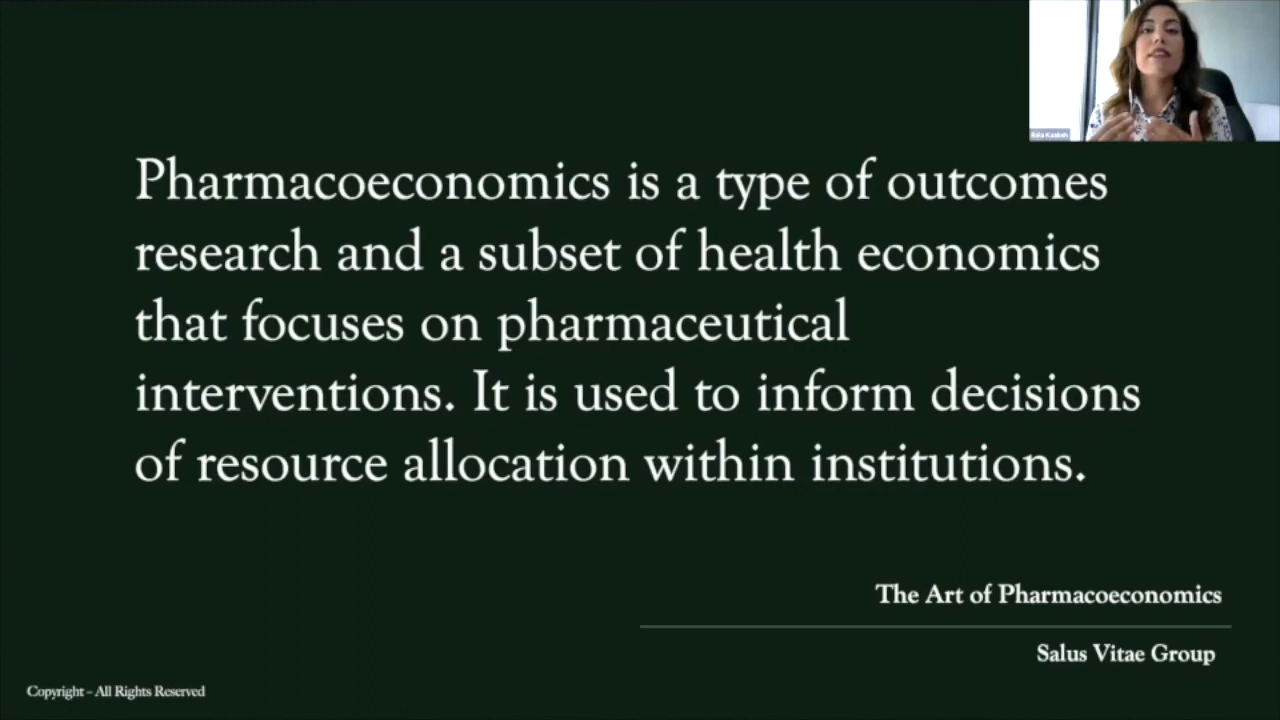 Rola Kaakeh
Pharmacoeconomics is a type of outcomes
research and a subset of health economics
that focuses on pharmaceutical
interventions. It is used to inform decisions
of resource allocation within institutions.
The Art of Pharmacoeconomics
Salus Vitae Group
Copyright – All Rights Reserved